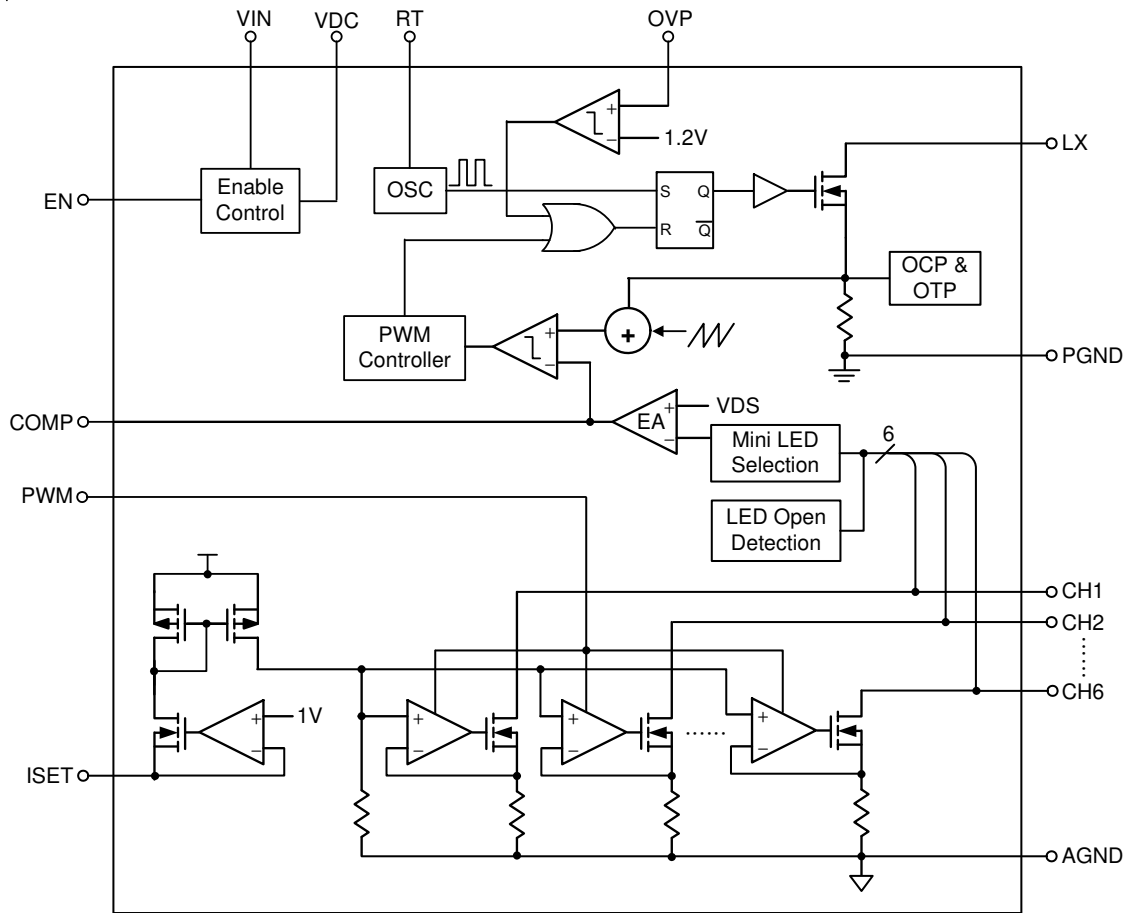 VIN
VDC
RT
OVP
+
−
1.2V
LX
EN
Enable
Control
OSC
S
Q
R
Q
OCP &
OTP
+
PWM
Controller
+
−
PGND
COMP
EA
+
−
VDS
Mini LED
Selection
6
PWM
LED Open
Detection
CH1
CH2
CH6
+
−
1V
+
−
+
−
......
+
−
ISET
AGND